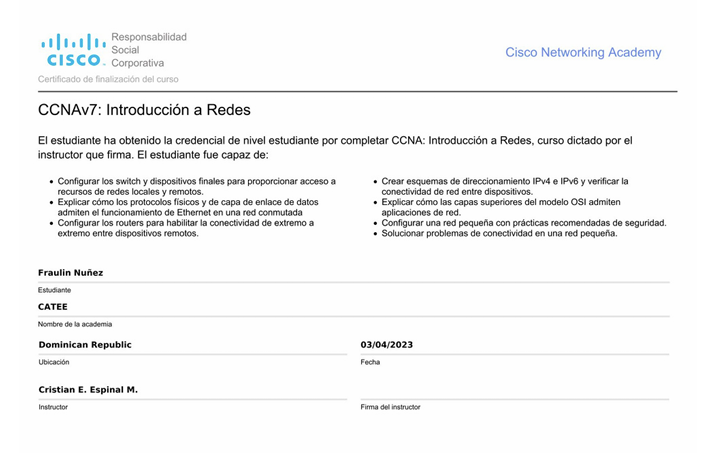 CISCO
Responsabilidad
Social
Corporativa
Cisco Networking Academy
Certificado de finalización del curso
CCNAv7: Introducción a Redes
El estudiante ha obtenido la credencial de nivel estudiante por completar CCNA: Introducción a Redes, curso dictado por el
instructor que firma. El estudiante fue capaz de:
• Configurar los switch y dispositivos finales para proporcionar acceso a
recursos de redes locales y remotos.
• Explicar cómo los protocolos físicos y de capa de enlace de datos
admiten el funcionamiento de Ethernet en una red conmutada
• Configurar los routers para habilitar la conectividad de extremo a
extremo entre dispositivos remotos.
• Crear esquemas de direccionamiento IPv4 e IPv6 y verificar la
conectividad de red entre dispositivos.
• Explicar cómo las capas superiores del modelo OSI admiten
aplicaciones de red.
• Configurar una red pequeña con prácticas recomendadas de seguridad.
• Solucionar problemas de conectividad en una red pequeña.
Fraulin Nuñez
Estudiante
CATEE
Nombre de la academia
Dominican Republic
Ubicación
03/04/2023
Fecha
Cristian E. Espinal M.
Instructor
Firma del instructor